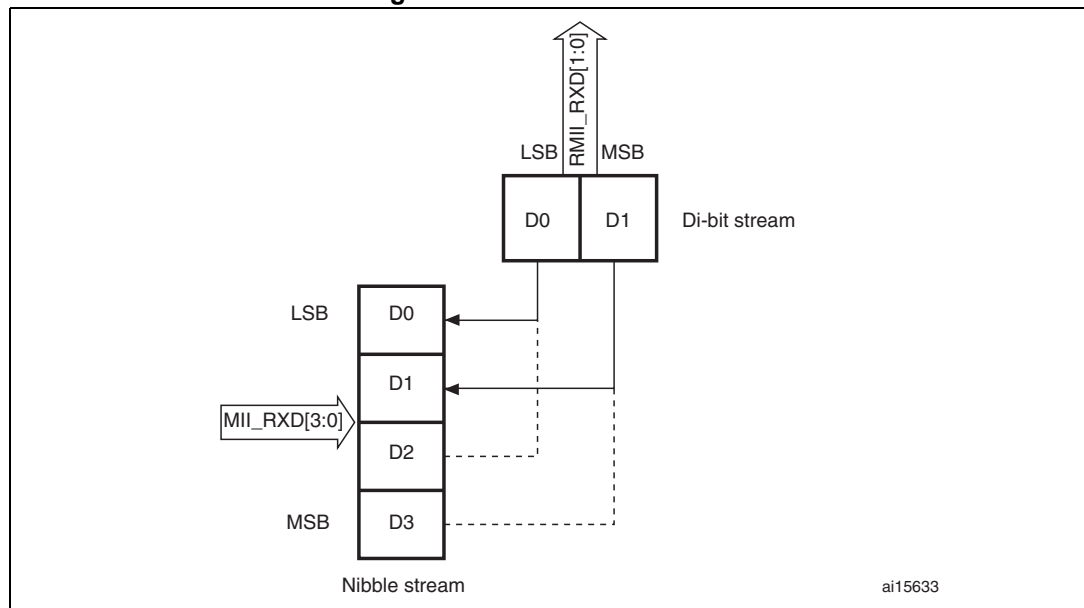 RMII_RXD[1:0]
LSB MSB
D0 D1 Di-bit stream
LSB D0
D1
MII_RXD[3:0]
D2
MSB D3
Nibble stream
ai15633